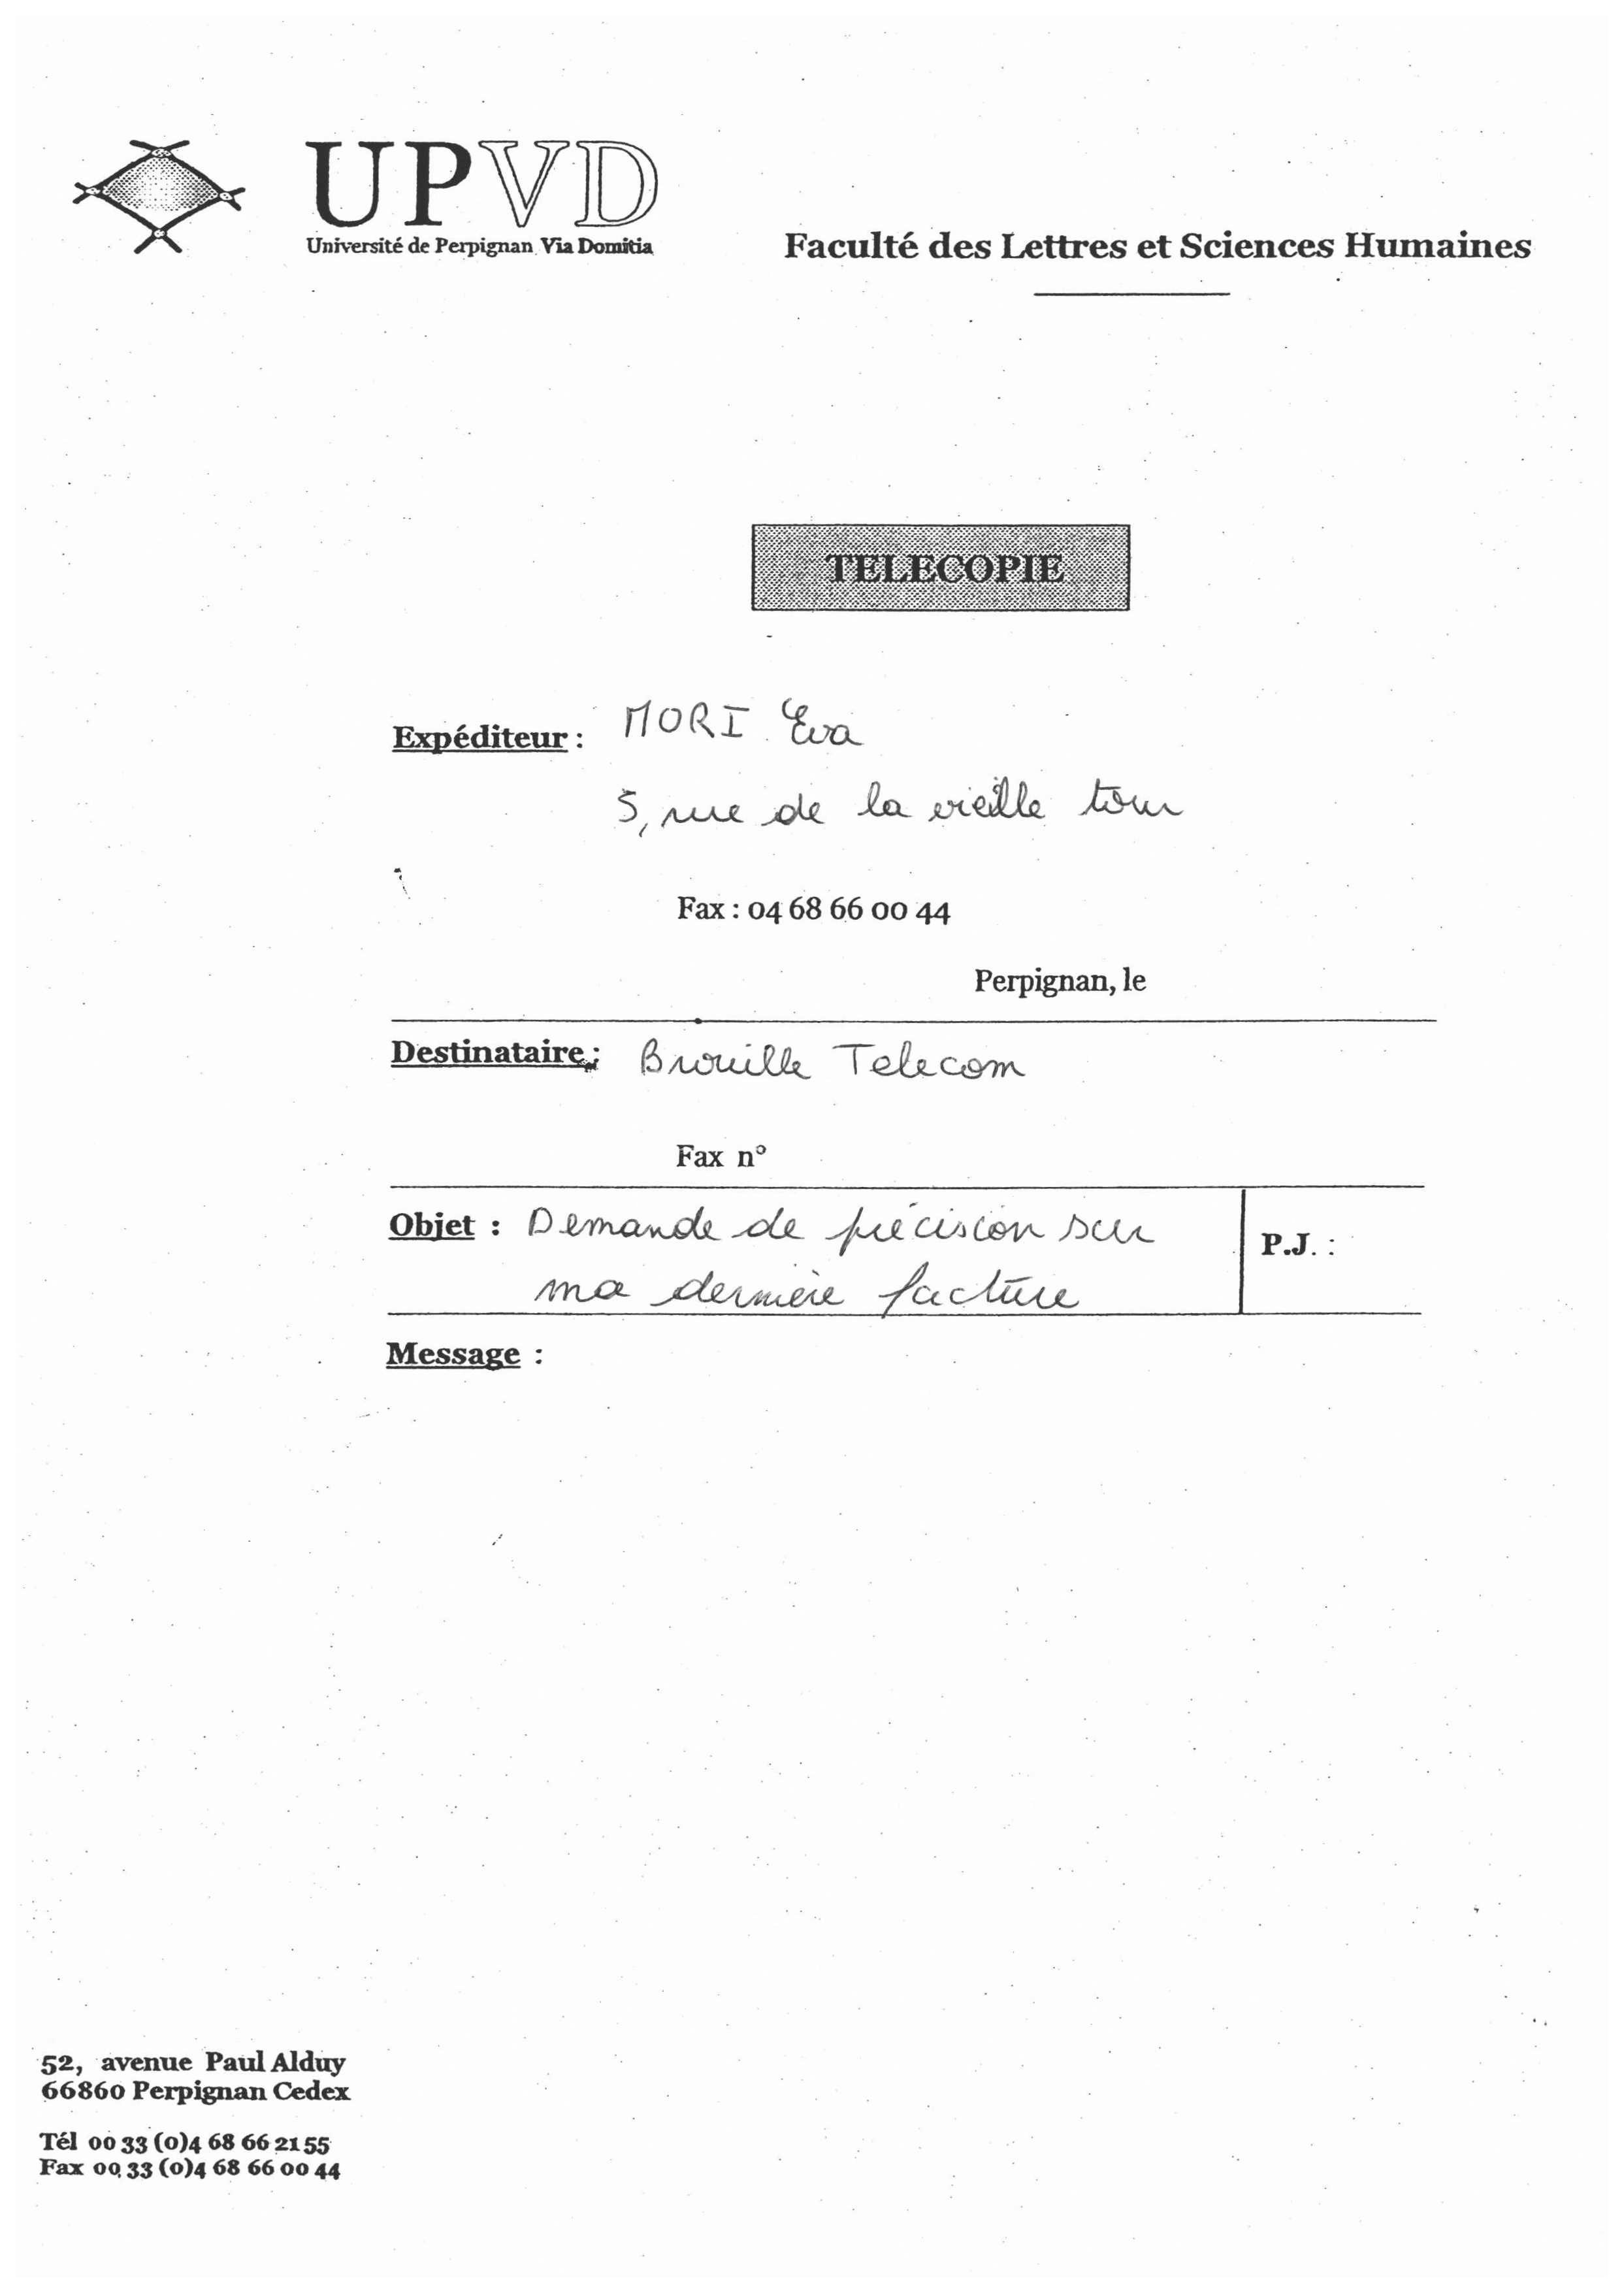 UPVD
Université de Perpignan Via Domitia
Faculté des Lettres et Sciences Humaines
TELECOPIE
Expéditeur : MORI Eva
5, rue de la vieille tour
Fax : 04 68 66 00 44
Perpignan, le
Destinataire : Brouille Telecom
Fax n°
Objet : Demande de précision sur
P.J. :
ma dernière facture
Message :
52, avenue Paul Alduy
66860 Perpignan Cedex
Tél 00 33 (0)4 68 66 21 55
Fax 00 33 (0)4 68 66 00 44